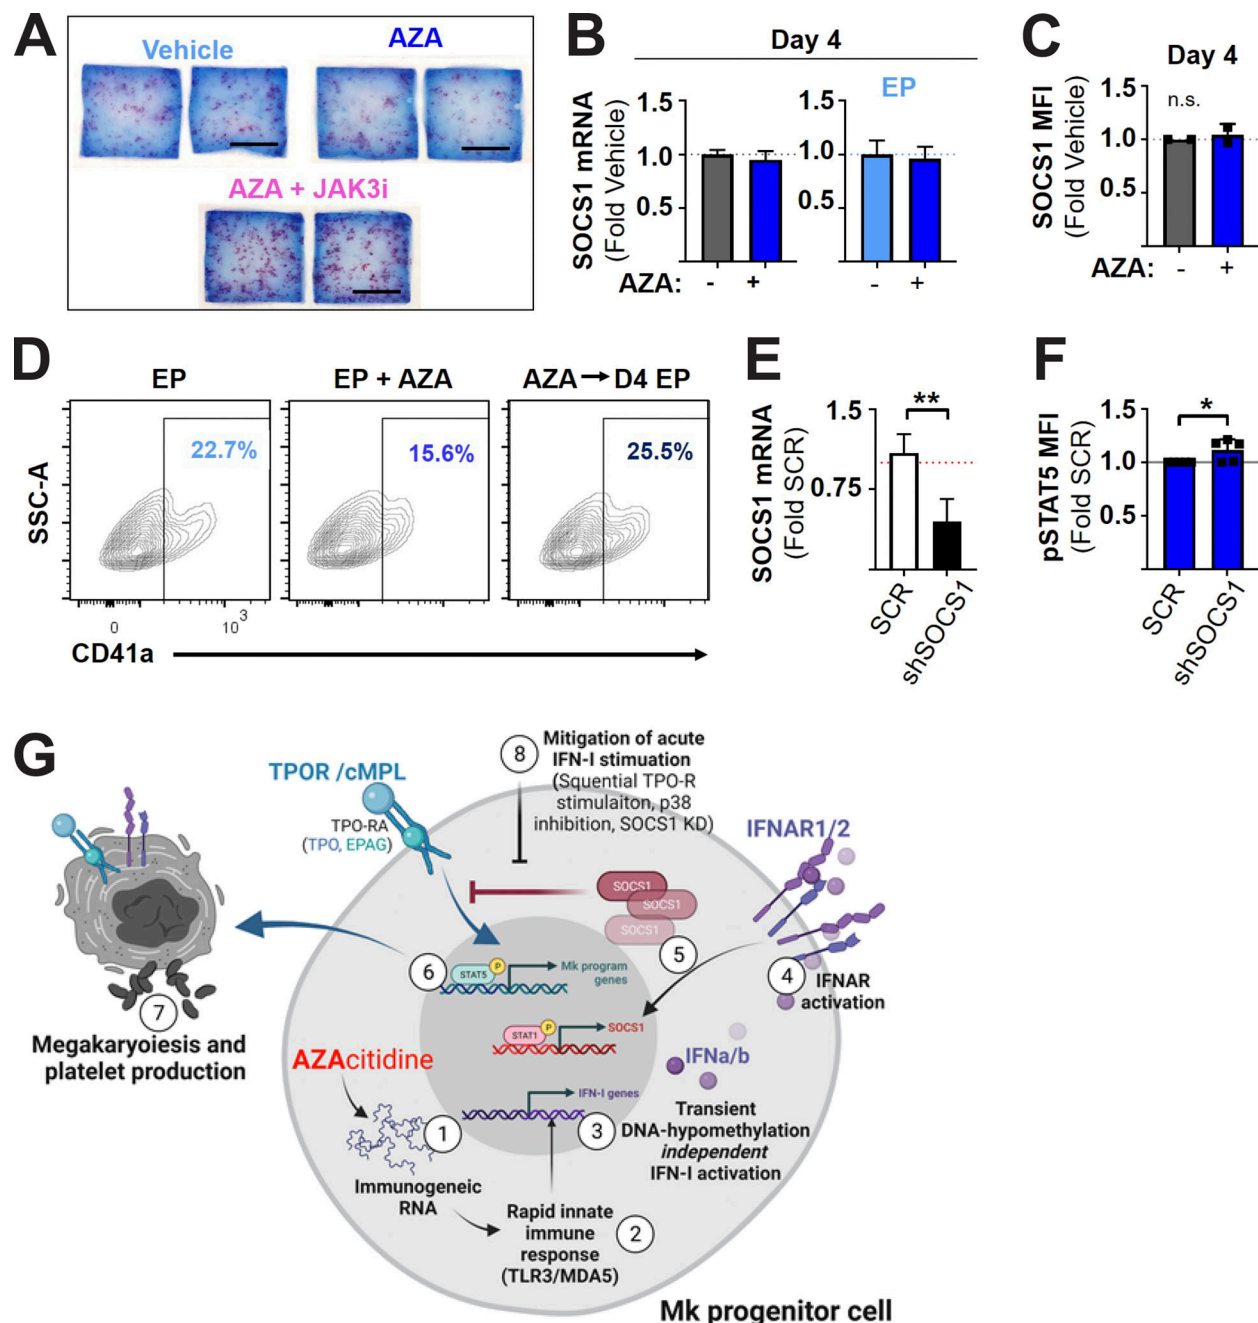 A
Vehicle
AZA
AZA + JAK3i
B
Day 4
SOCS1 mRNA
(Fold Vehicle)
1.5
1.0
0.5
AZA:
-
+
EP
1.5
1.0
0.5
-
+
C
Day 4
SOCS1 MFI
(Fold Vehicle)
1.5
1.0
0.5
n.s.
AZA:
-
+
D
EP
EP + AZA
AZA → D4 EP
SSC-A
22.7%
15.6%
25.5%
0
10³
CD41a
E
SOCS1 mRNA
(Fold SCR)
1.5
0.75
**
SCR
shSOCS1
F
pSTAT5 MFI
(Fold SCR)
1.5
1.0
0.5
*
SCR
shSOCS1
G
8
Mitigation of acute
IFN-I stimuation
(Squential TPO-R
stimulaiton, p38
inhibition, SOCS1 KD)
TPOR /cMPL
TPO-RA
(TPO, EPAG)
IFNAR1/2
SOCS1
SOCS1
SOCS1
5
4
IFNAR
activation
6
STAT5
P
Mk program
genes
STAT1
P
SOCS1
7
Megakaryoiesis and
platelet production
AZAcitidine
IFNa/b
IFN-I genes
1
3
Transient
DNA-hypomethylation
independent
IFN-I activation
Immunogeneic
RNA
Rapid innate
immune
response
(TLR3/MDA5)
2
Mk progenitor cell